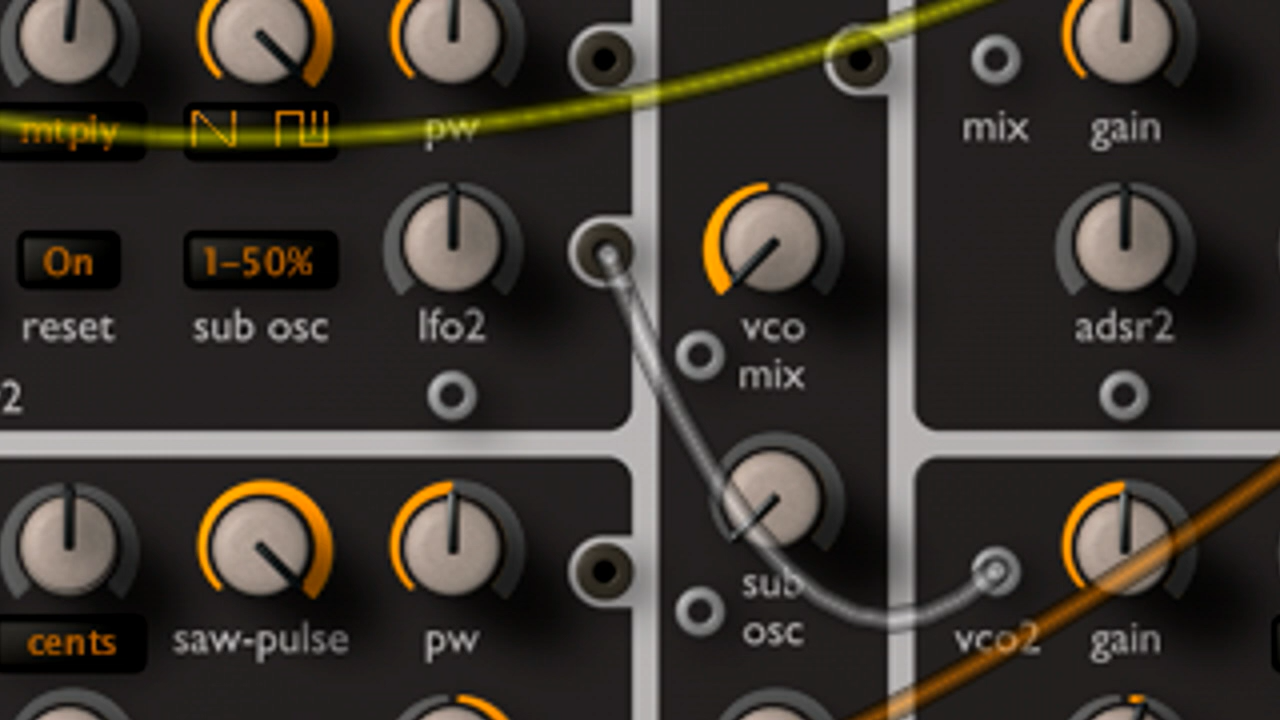 mtply
pw
mix
gain
On
1-50%
reset
sub osc
lfo2
vco
mix
adsr2
2
sub
osc
cents
saw-pulse
pw
vco2
gain